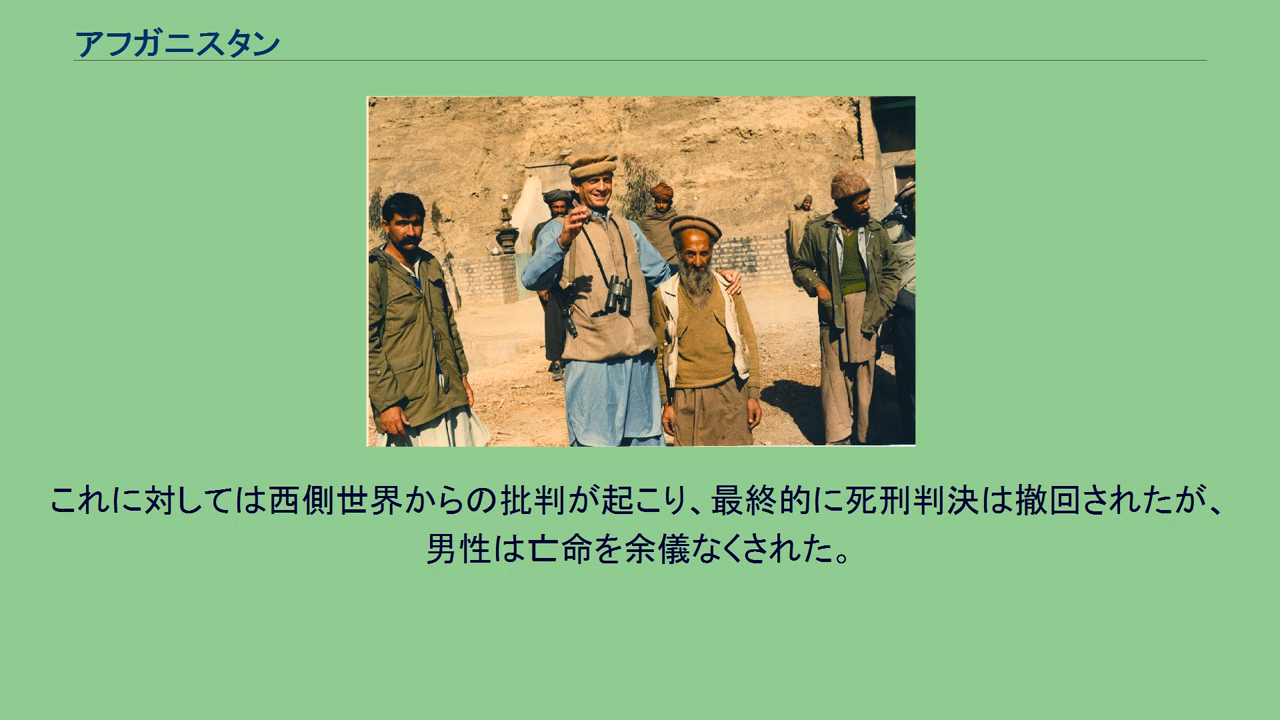 アフガニスタン
これに対しては西側世界からの批判が起こり、最終的に死刑判決は撤回されたが、
男性は亡命を余儀なくされた。